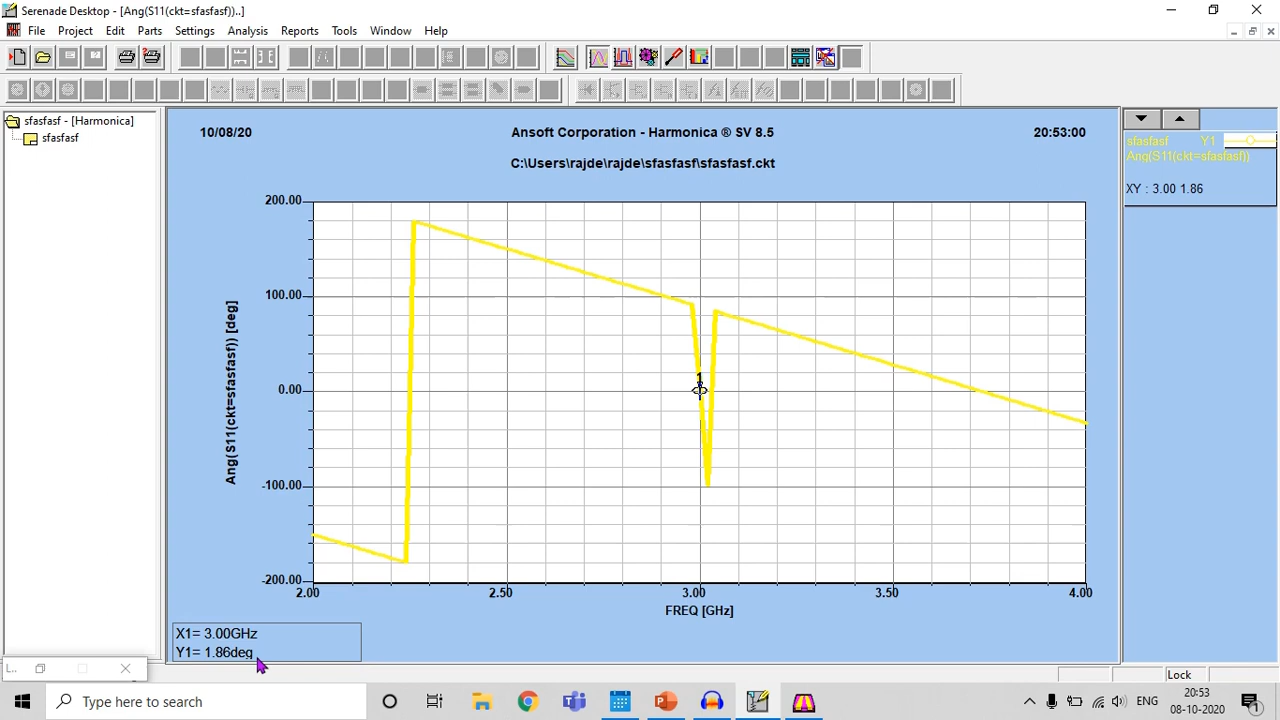 Serenade Desktop - [Ang(S11(ckt=sfasfasf))..]
File Project Edit Parts Settings Analysis Reports Tools Window Help
sfasfasf - [Harmonica]
sfasfasf
10/08/20 Ansoft Corporation - Harmonica ® SV 8.5 20:53:00
C:\Users\rajde\rajde\sfasfasf\sfasfasf.ckt
sfasfasf Y1
Ang(S11(ckt=sfasfasf))
XY : 3.00 1.86
200.00
100.00
0.00
-100.00
-200.00
Ang(S11(ckt=sfasfasf)) [deg]
1
2.00 2.50 3.00 3.50 4.00
FREQ [GHz]
X1= 3.00GHz
Y1= 1.86deg
L..
Lock
Type here to search
ENG
20:53
08-10-2020
1